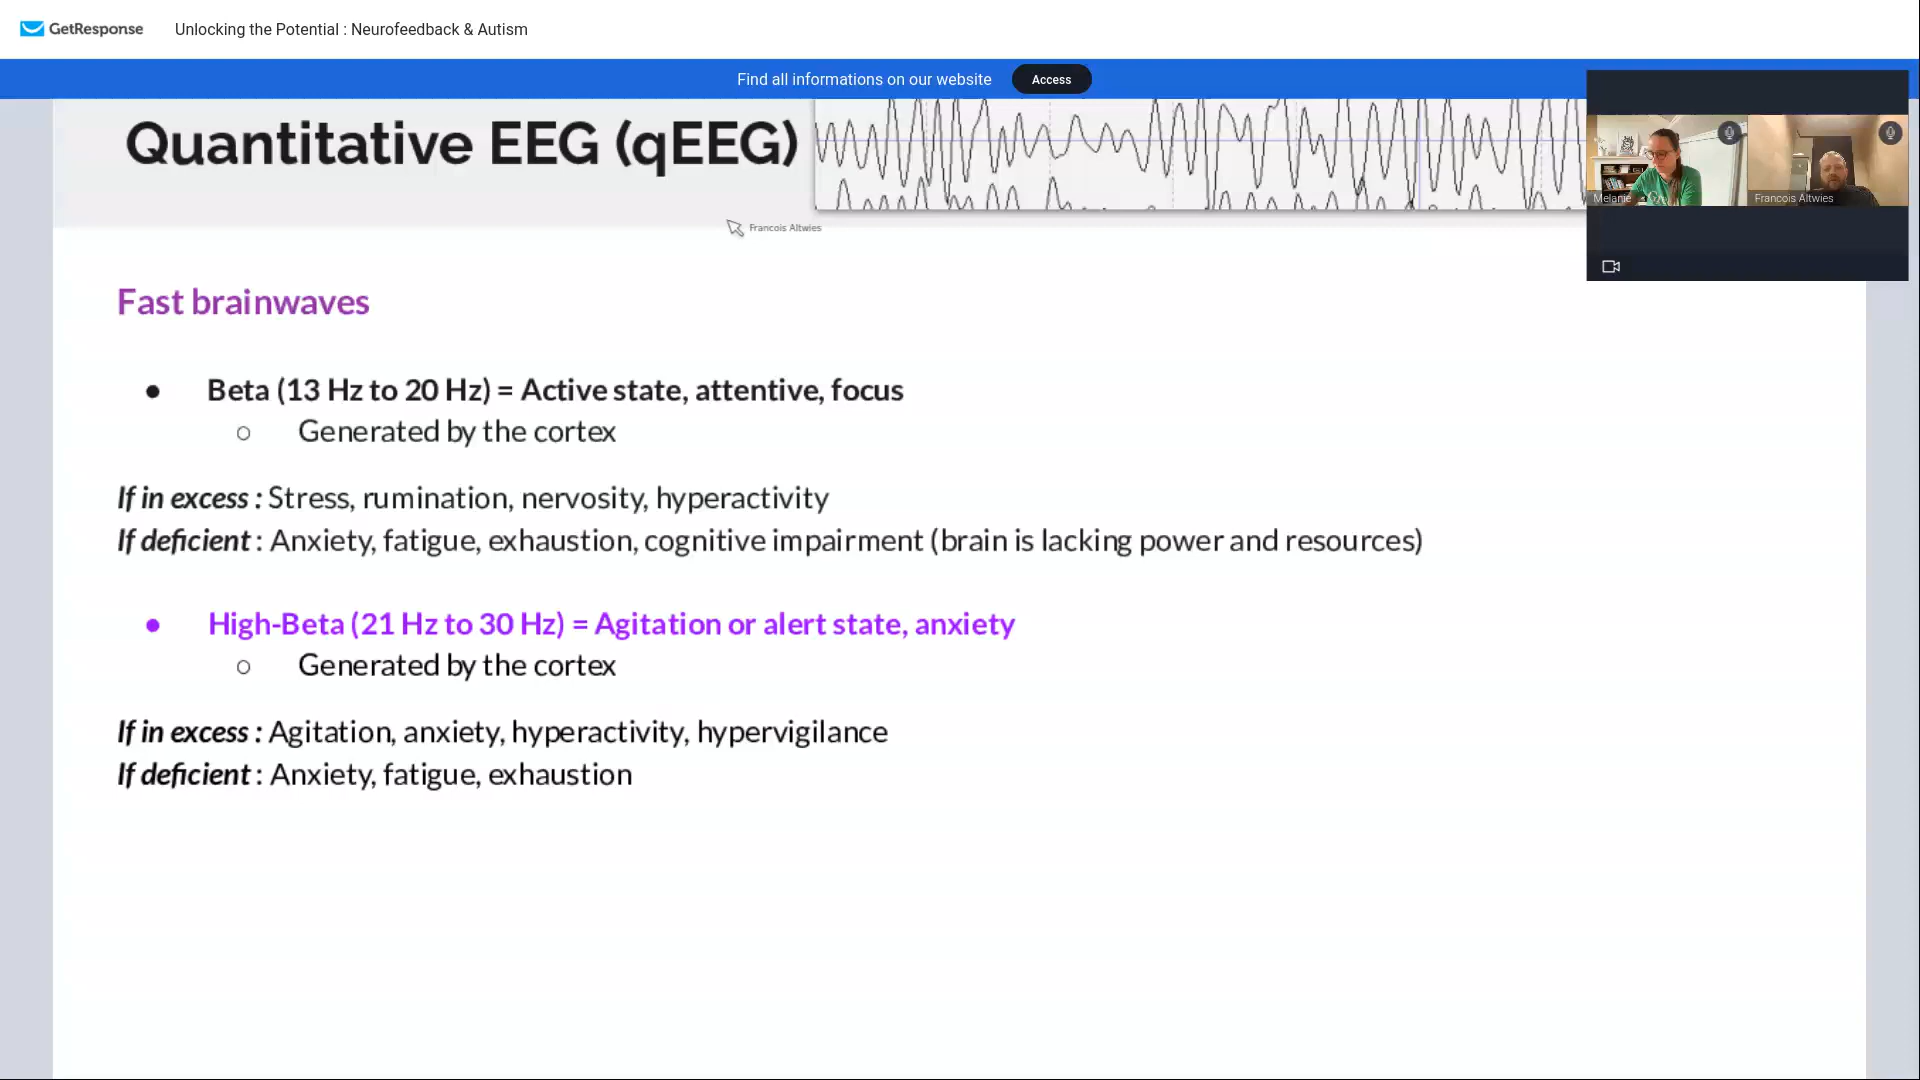 GetResponse Unlocking the Potential : Neurofeedback & Autism
Find all informations on our website Access
Quantitative EEG (qEEG)
Melanie Francois Altwies
Francois Altwies
Fast brainwaves
● Beta (13 Hz to 20 Hz) = Active state, attentive, focus
○ Generated by the cortex
If in excess : Stress, rumination, nervosity, hyperactivity
If deficient : Anxiety, fatigue, exhaustion, cognitive impairment (brain is lacking power and resources)
● High-Beta (21 Hz to 30 Hz) = Agitation or alert state, anxiety
○ Generated by the cortex
If in excess : Agitation, anxiety, hyperactivity, hypervigilance
If deficient : Anxiety, fatigue, exhaustion